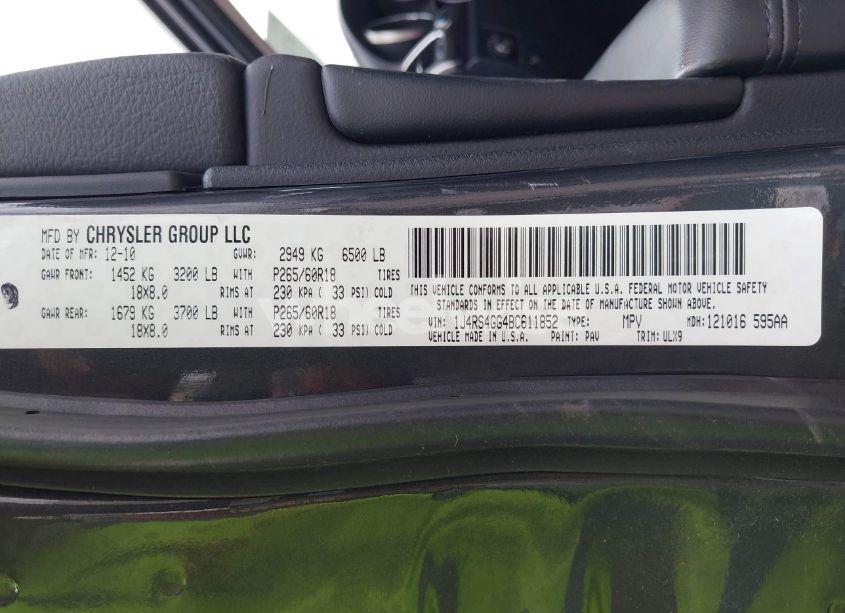 MFD BY CHRYSLER GROUP LLC
DATE OF MFR: 12-10 GVWR: 2949 KG 6500 LB
GAWR FRONT: 1452 KG 3200 LB WITH P265/60R18 TIRES
18X8.0 RIMS AT 230 KPA ( 33 PSI) COLD
GAWR REAR: 1679 KG 3700 LB WITH P265/60R18 TIRES
18X8.0 RIMS AT 230 KPA ( 33 PSI) COLD
THIS VEHICLE CONFORMS TO ALL APPLICABLE U.S.A. FEDERAL MOTOR VEHICLE SAFETY
STANDARDS IN EFFECT ON THE DATE OF MANUFACTURE SHOWN ABOVE.
VIN: 1J4RS4GG4BC611852 TYPE: MPV MDH: 121016 595AA
VEHICLE MADE IN U.S.A. PAINT: PAV TRIM: ULX9